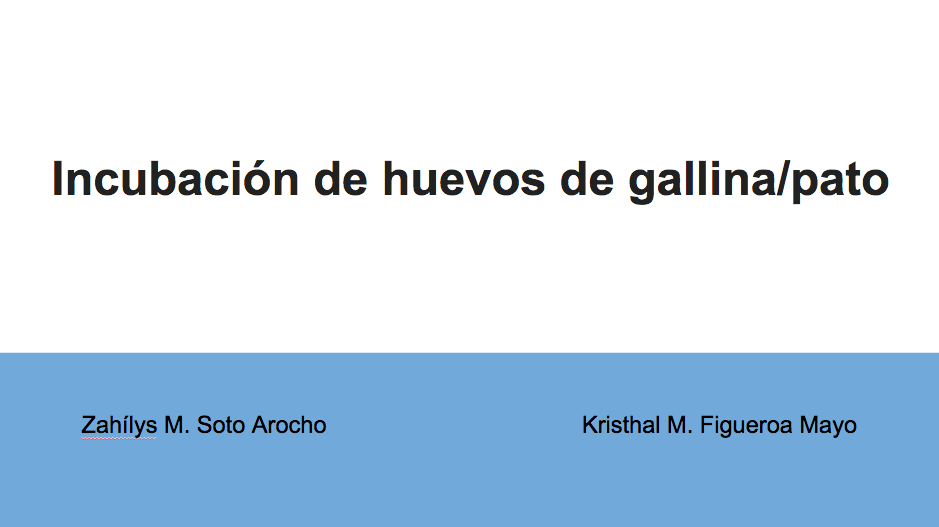 Incubación de huevos de gallina/pato
Zahílys M. Soto Arocho
Kristhal M. Figueroa Mayo